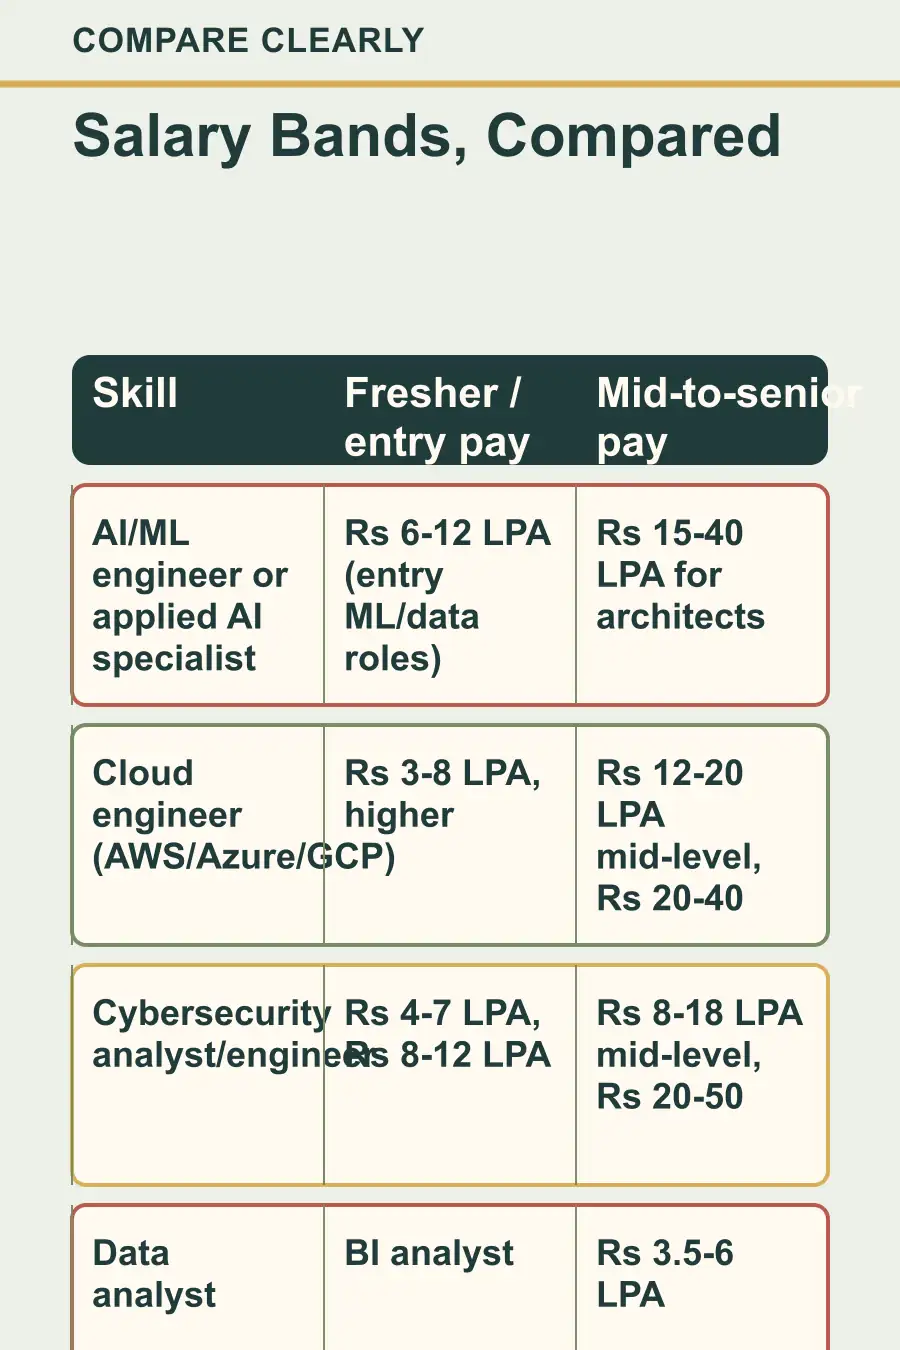 COMPARE CLEARLY
Salary Bands, Compared
Skill
Fresher /
entry pay
Mid-to-senior
pay
AI/ML
engineer or
applied AI
specialist
Rs 6-12 LPA
(entry
ML/data
roles)
Rs 15-40
LPA for
architects
Cloud
engineer
(AWS/Azure/GCP)
Rs 3-8 LPA,
higher
Rs 12-20
LPA
mid-level,
Rs 20-40
Cybersecurity
analyst/engineer
Rs 4-7 LPA,
Rs 8-12 LPA
Rs 8-18 LPA
mid-level,
Rs 20-50
Data
analyst
BI analyst
Rs 3.5-6
LPA